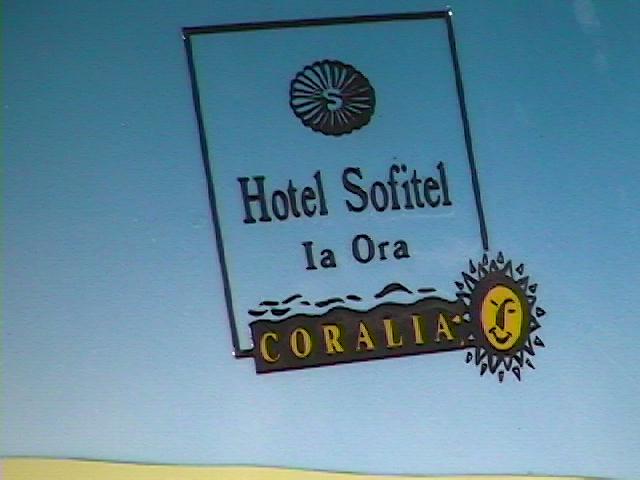 S
Hotel Sofitel
Ia Ora
CORALIA